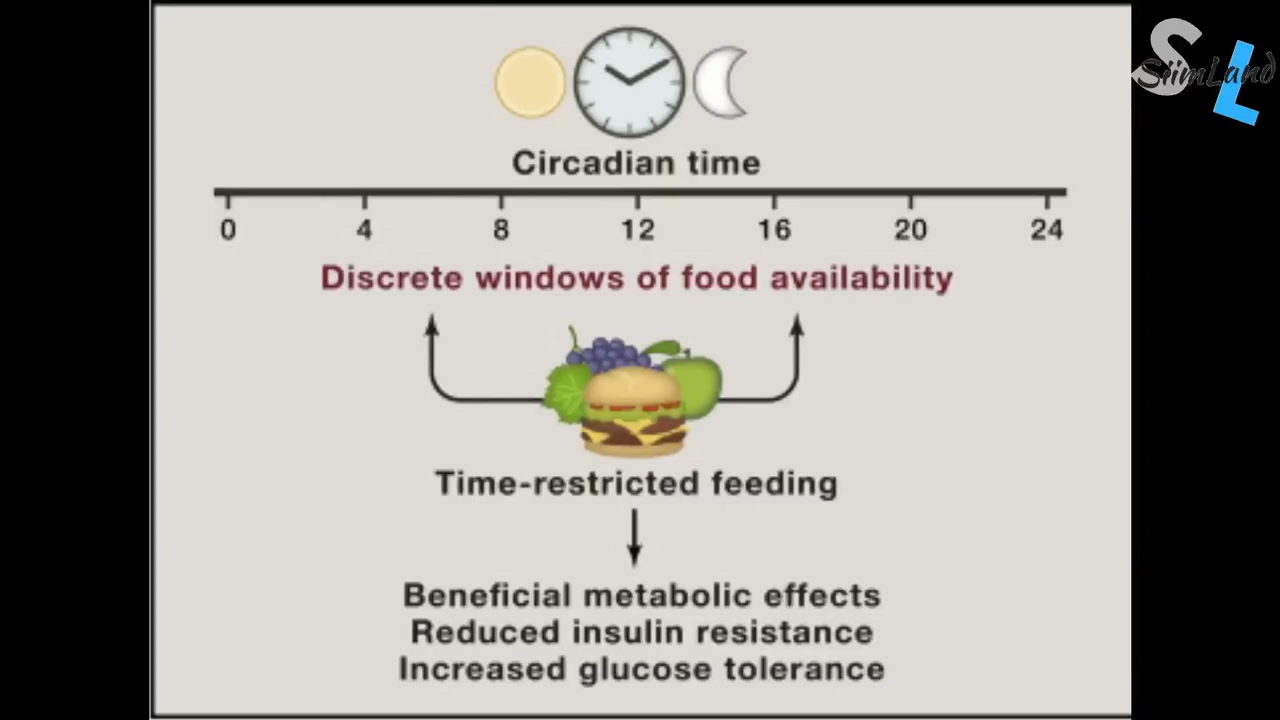 SL
SiimLand
Circadian time
0 4 8 12 16 20 24
Discrete windows of food availability
Time-restricted feeding
Beneficial metabolic effects
Reduced insulin resistance
Increased glucose tolerance